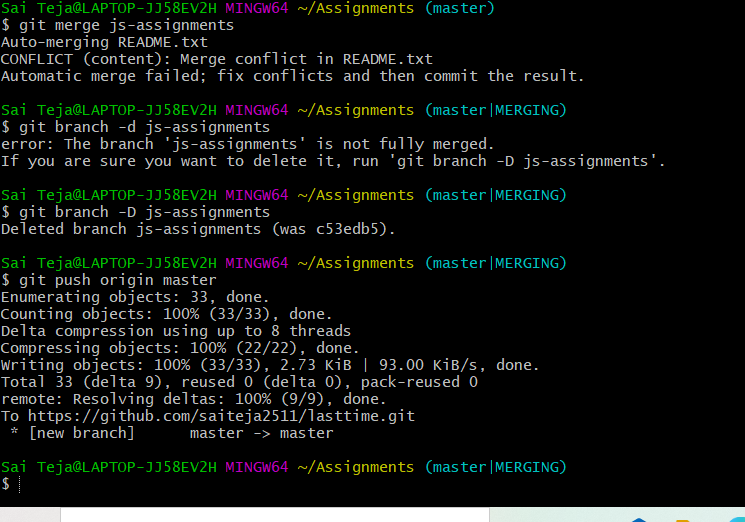 Sai Teja@LAPTOP-JJ58EV2H MINGW64 ~/Assignments (master)
$ git merge js-assignments
Auto-merging README.txt
CONFLICT (content): Merge conflict in README.txt
Automatic merge failed; fix conflicts and then commit the result.
Sai Teja@LAPTOP-JJ58EV2H MINGW64 ~/Assignments (master|MERGING)
$ git branch -d js-assignments
error: The branch 'js-assignments' is not fully merged.
If you are sure you want to delete it, run 'git branch -D js-assignments'.
Sai Teja@LAPTOP-JJ58EV2H MINGW64 ~/Assignments (master|MERGING)
$ git branch -D js-assignments
Deleted branch js-assignments (was c53edb5).
Sai Teja@LAPTOP-JJ58EV2H MINGW64 ~/Assignments (master|MERGING)
$ git push origin master
Enumerating objects: 33, done.
Counting objects: 100% (33/33), done.
Delta compression using up to 8 threads
Compressing objects: 100% (22/22), done.
Writing objects: 100% (33/33), 2.73 KiB | 93.00 KiB/s, done.
Total 33 (delta 9), reused 0 (delta 0), pack-reused 0
remote: Resolving deltas: 100% (9/9), done.
To https://github.com/saiteja2511/lasttime.git
 * [new branch]      master -> master
Sai Teja@LAPTOP-JJ58EV2H MINGW64 ~/Assignments (master|MERGING)
$